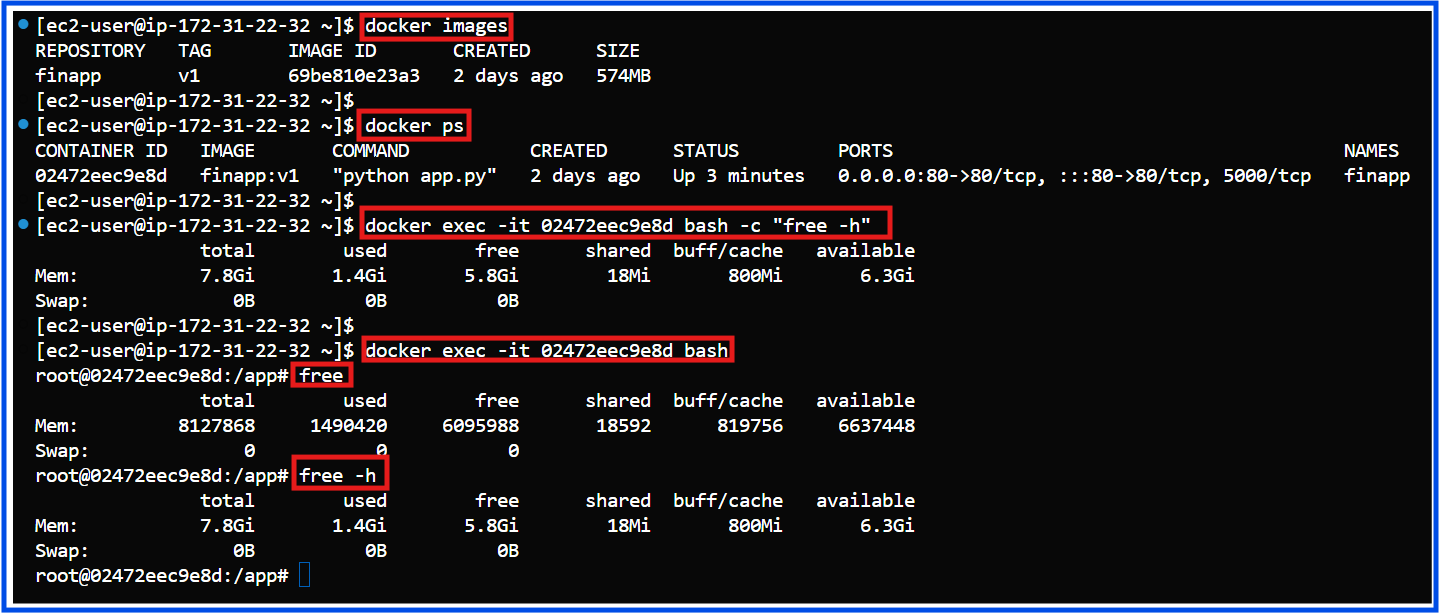 [ec2-user@ip-172-31-22-32 ~]$ docker images
REPOSITORY   TAG       IMAGE ID       CREATED      SIZE
finapp       v1        69be810e23a3   2 days ago   574MB
[ec2-user@ip-172-31-22-32 ~]$
[ec2-user@ip-172-31-22-32 ~]$ docker ps
CONTAINER ID   IMAGE       COMMAND           CREATED      STATUS         PORTS                                         NAMES
02472eec9e8d   finapp:v1   "python app.py"   2 days ago   Up 3 minutes   0.0.0.0:80->80/tcp, :::80->80/tcp, 5000/tcp   finapp
[ec2-user@ip-172-31-22-32 ~]$
[ec2-user@ip-172-31-22-32 ~]$ docker exec -it 02472eec9e8d bash -c "free -h"
               total        used        free      shared  buff/cache   available
Mem:           7.8Gi       1.4Gi       5.8Gi        18Mi       800Mi       6.3Gi
Swap:             0B          0B          0B
[ec2-user@ip-172-31-22-32 ~]$
[ec2-user@ip-172-31-22-32 ~]$ docker exec -it 02472eec9e8d bash
root@02472eec9e8d:/app# free
               total        used        free      shared  buff/cache   available
Mem:         8127868     1490420     6095988       18592      819756     6637448
Swap:              0           0           0
root@02472eec9e8d:/app# free -h
               total        used        free      shared  buff/cache   available
Mem:           7.8Gi       1.4Gi       5.8Gi        18Mi       800Mi       6.3Gi
Swap:             0B          0B          0B
root@02472eec9e8d:/app#